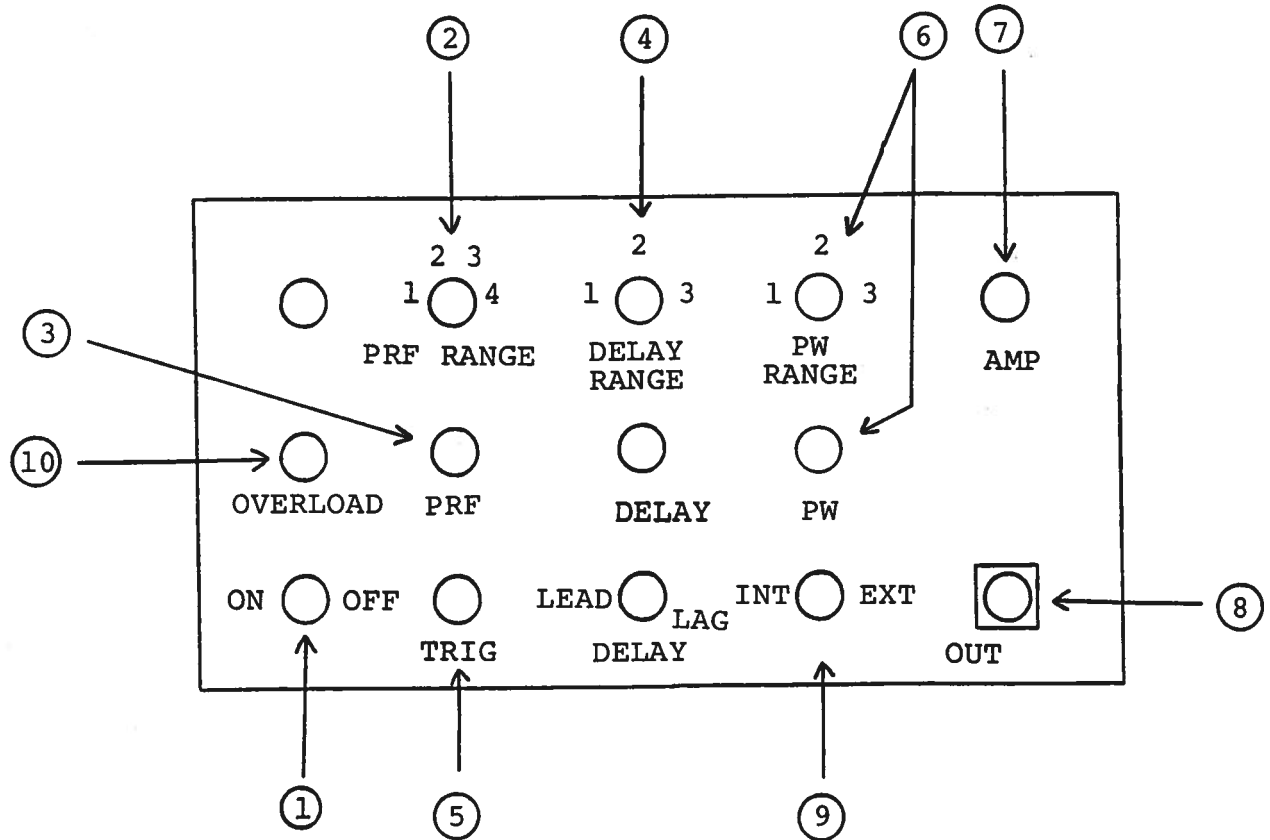 2 4 6 7
2 3 2 2
1 4 1 3 1 3
PRF RANGE DELAY RANGE PW RANGE AMP
3
10
OVERLOAD PRF DELAY PW
ON OFF LEAD LAG INT EXT
8
TRIG DELAY OUT
1 5 9